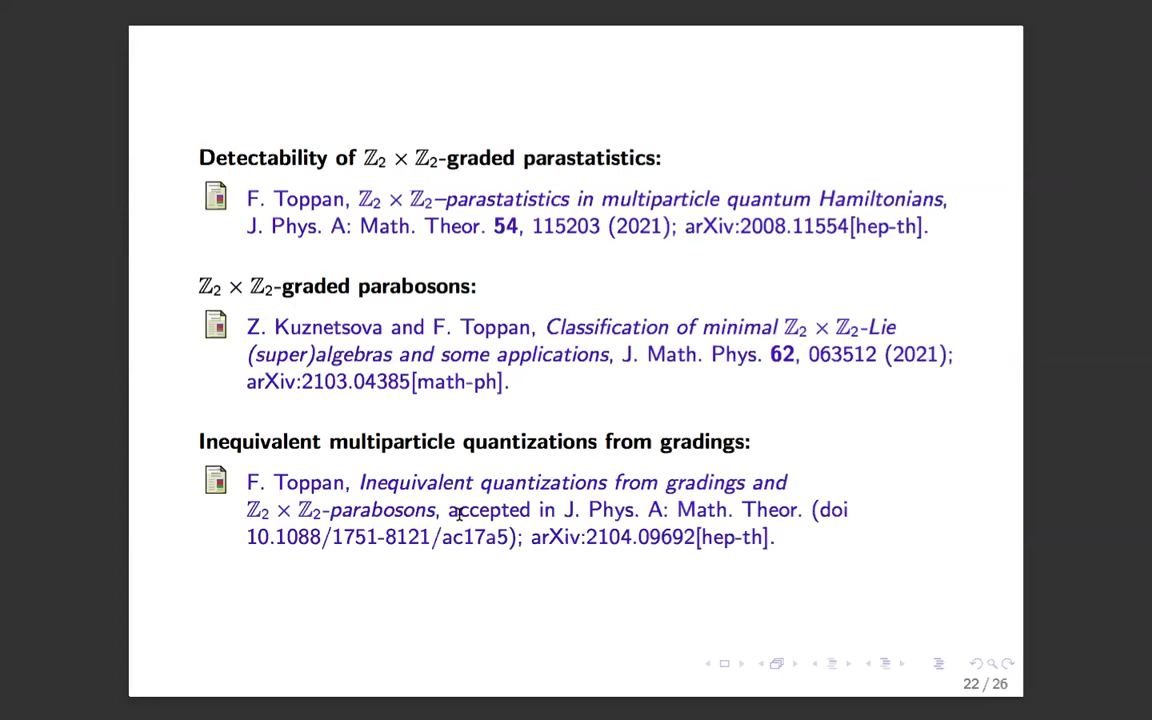 Detectability of ℤ₂ × ℤ₂-graded parastatistics:
F. Toppan, ℤ₂ × ℤ₂–parastatistics in multiparticle quantum Hamiltonians,
J. Phys. A: Math. Theor. 54, 115203 (2021); arXiv:2008.11554[hep-th].
ℤ₂ × ℤ₂-graded parabosons:
Z. Kuznetsova and F. Toppan, Classification of minimal ℤ₂ × ℤ₂-Lie
(super)algebras and some applications, J. Math. Phys. 62, 063512 (2021);
arXiv:2103.04385[math-ph].
Inequivalent multiparticle quantizations from gradings:
F. Toppan, Inequivalent quantizations from gradings and
ℤ₂ × ℤ₂-parabosons, accepted in J. Phys. A: Math. Theor. (doi
10.1088/1751-8121/ac17a5); arXiv:2104.09692[hep-th].
22 / 26